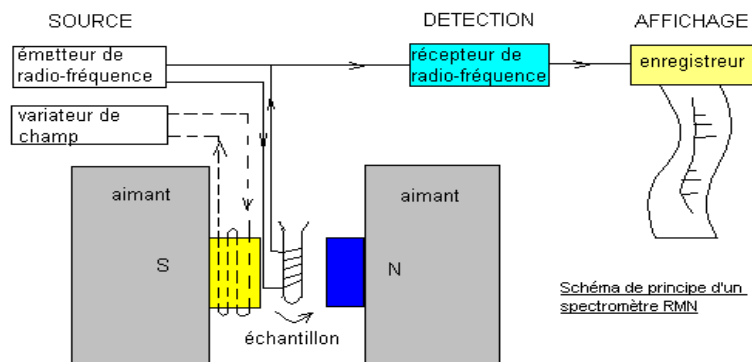 SOURCE
DETECTION
AFFICHAGE
émetteur de
radio-fréquence
récepteur de
radio-fréquence
enregistreur
variateur de
champ
aimant
aimant
S
N
échantillon
Schéma de principe d'un
spectromètre RMN